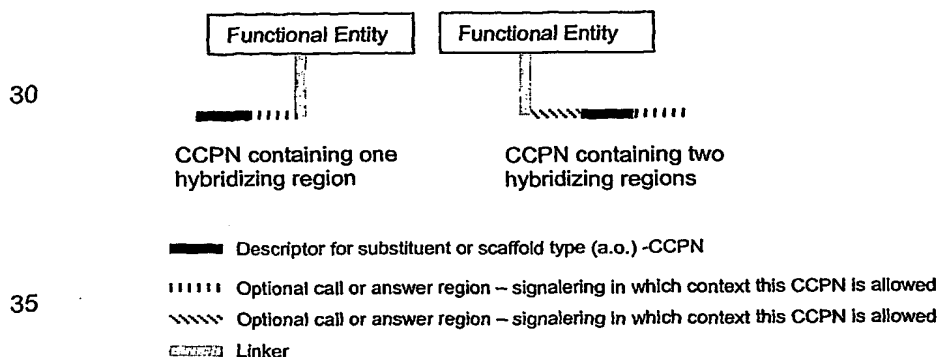 Functional Entity Functional Entity
30
CCPN containing one CCPN containing two
hybridizing region hybridizing regions
Descriptor for substituent or scaffold type (a.o.) -CCPN
Optional call or answer region – signalering in which context this CCPN is allowed
35
Optional call or answer region – signalering in which context this CCPN is allowed
Linker